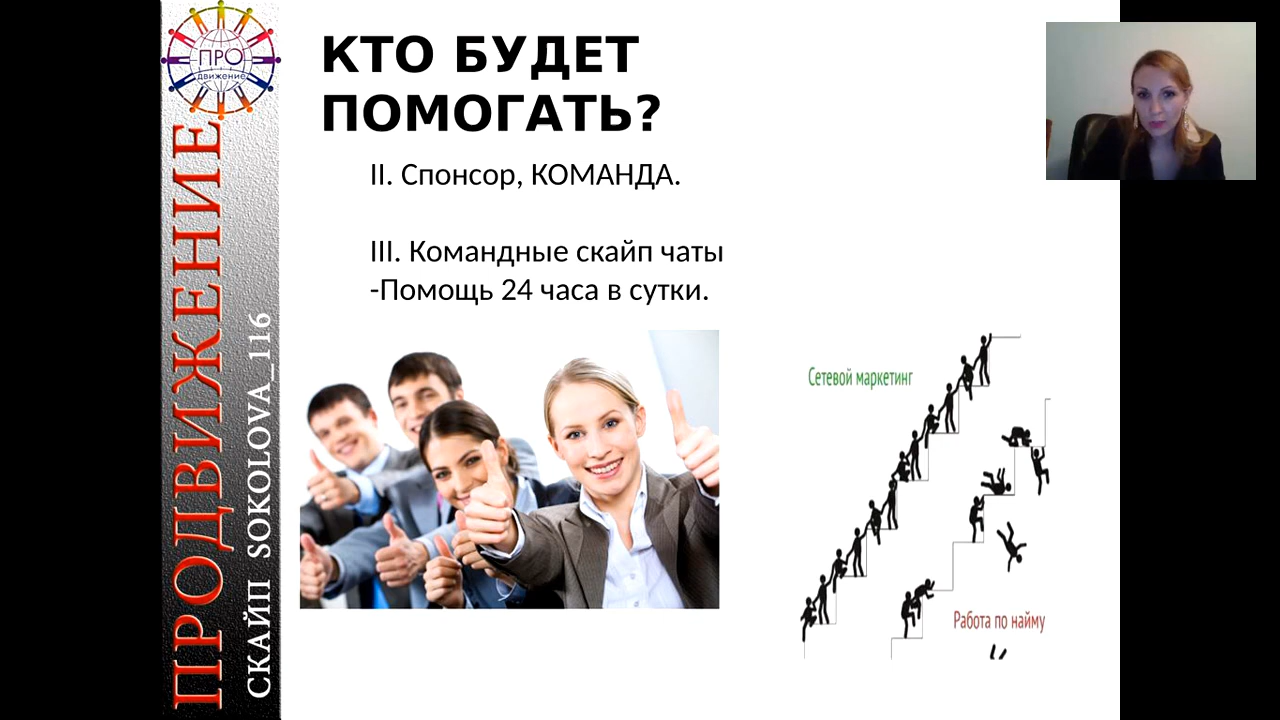 ПРО
движение
ПРОДВИЖЕНИЕ
СКАЙП SOKOLOVA_116
КТО БУДЕТ
ПОМОГАТЬ?
II. Спонсор, КОМАНДА.
III. Командные скайп чаты
-Помощь 24 часа в сутки.
Сетевой маркетинг
Работа по найму